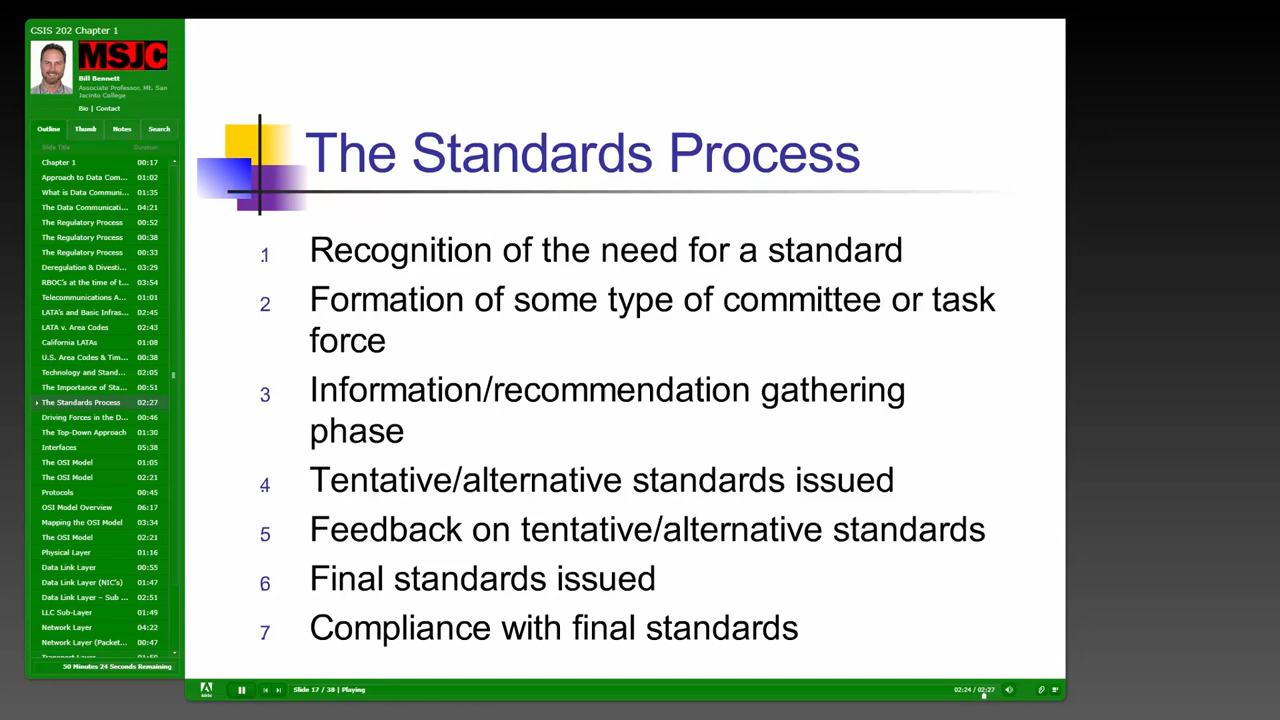 CSIS 202 Chapter 1
MSJC
Bill Bennett
Associate Professor, Mt. San
Jacinto College
Bio | Contact
Outline Thumb Notes Search
Slide Title Duration
Chapter 1 00:17
Approach to Data Com... 01:02
What is Data Communi... 01:35
The Data Communicati... 04:21
The Regulatory Process 00:52
The Regulatory Process 00:38
The Regulatory Process 00:33
Deregulation & Divesti... 03:29
RBOC's at the time of t... 03:54
Telecommunications A... 01:01
LATA's and Basic Infras... 02:45
LATA v. Area Codes 02:43
California LATAs 01:08
U.S. Area Codes & Tim... 00:38
Technology and Stand... 02:05
The Importance of Sta... 00:51
The Standards Process 02:27
Driving Forces in the D... 00:46
The Top-Down Approach 01:30
Interfaces 05:38
The OSI Model 01:05
The OSI Model 02:21
Protocols 00:45
OSI Model Overview 06:17
Mapping the OSI Model 03:34
The OSI Model 02:21
Physical Layer 01:16
Data Link Layer 00:55
Data Link Layer (NIC's) 01:47
Data Link Layer – Sub ... 02:51
LLC Sub-Layer 01:49
Network Layer 04:22
Network Layer (Packet... 00:47
50 Minutes 24 Seconds Remaining
The Standards Process
1. Recognition of the need for a standard
2. Formation of some type of committee or task
force
3. Information/recommendation gathering
phase
4. Tentative/alternative standards issued
5. Feedback on tentative/alternative standards
6. Final standards issued
7. Compliance with final standards
Slide 17 / 38 | Playing
02:24 / 02:27